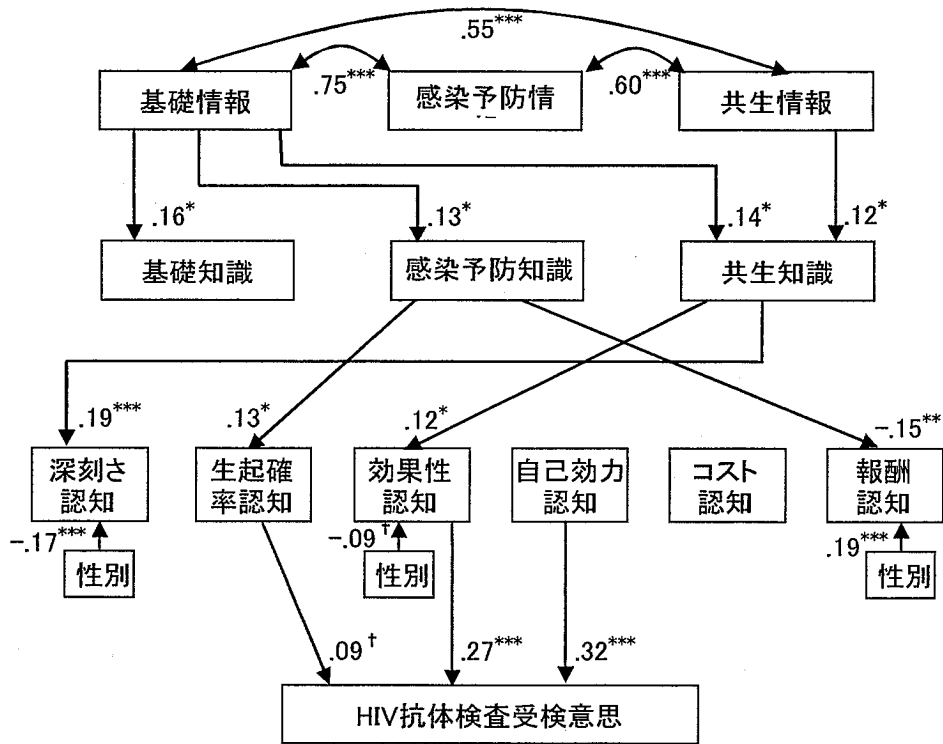 .55***
.75***
.60***
基礎情報
感染予防情
共生情報
.16*
.13*
.14*
.12*
基礎知識
感染予防知識
共生知識
.19***
.13*
.12*
-.15**
深刻さ
認知
生起確
率認知
効果性
認知
自己効力
認知
コスト
認知
報酬
認知
-.17***
-.09†
.19***
性別
性別
性別
.09†
.27***
.32***
HIV抗体検査受検意思